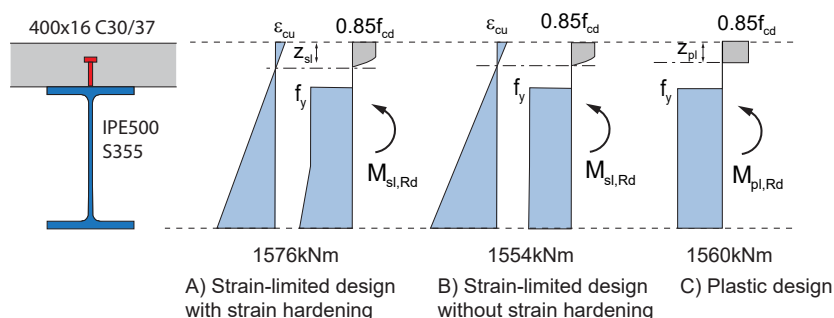 400x16 C30/37
IPE500
S355
εcu
0.85fcd
zsl
fy
Msl,Rd
1576kNm
A) Strain-limited design
with strain hardening
εcu
0.85fcd
fy
Msl,Rd
1554kNm
B) Strain-limited design
without strain hardening
0.85fcd
zpl
fy
Mpl,Rd
1560kNm
C) Plastic design